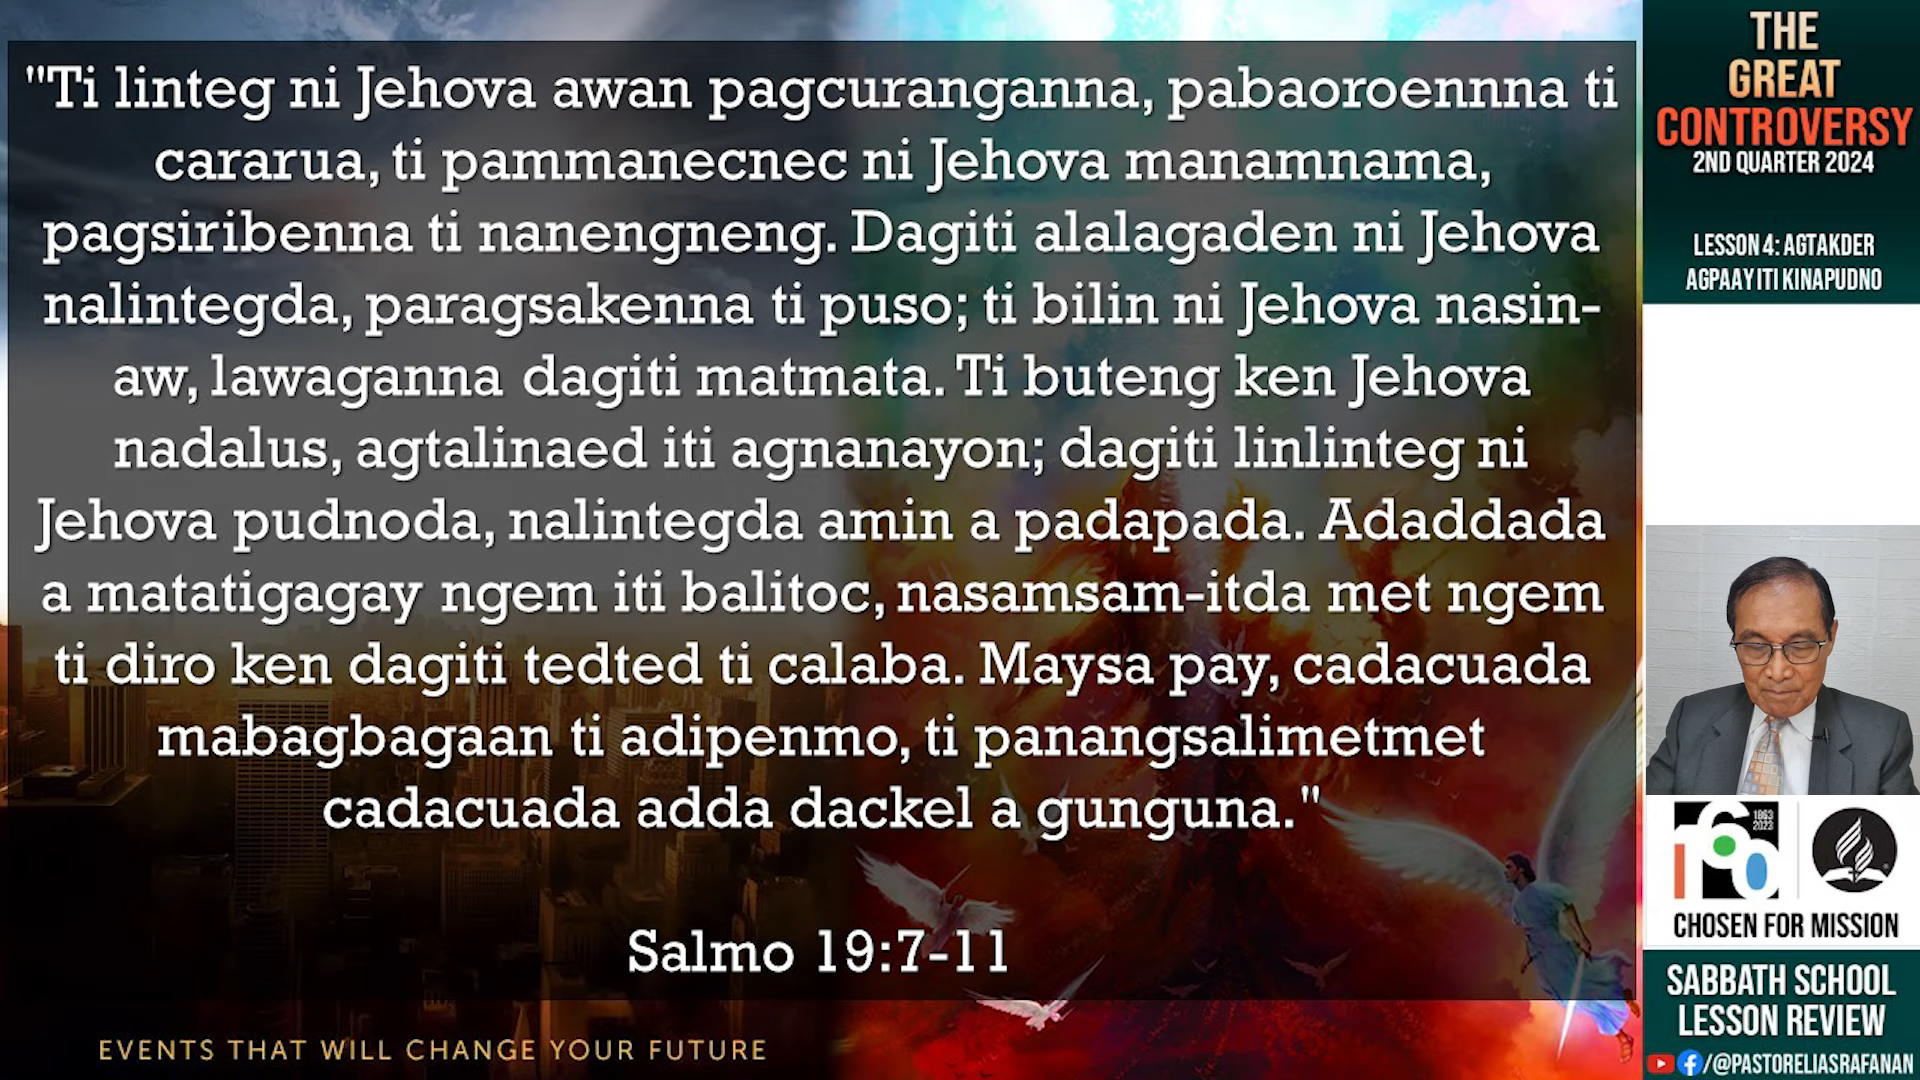 "Ti linteg ni Jehova awan pagcuranganna, pabaoroennna ti
cararua, ti pammanecnec ni Jehova manamnama,
pagsiribenna ti nanengneng. Dagiti alalagaden ni Jehova
nalintegda, paragsakenna ti puso; ti bilin ni Jehova nasin-
aw, lawaganna dagiti matmata. Ti buteng ken Jehova
nadalus, agtalinaed iti agnanayon; dagiti linlinteg ni
Jehova pudnoda, nalintegda amin a padapada. Adaddada
a matatigagay ngem iti balitoc, nasamsam-itda met ngem
ti diro ken dagiti tedted ti calaba. Maysa pay, cadacuada
mabagbagaan ti adipenmo, ti panangsalimetmet
cadacuada adda dackel a gunguna."
Salmo 19:7-11
EVENTS THAT WILL CHANGE YOUR FUTURE
THE
GREAT
CONTROVERSY
2ND QUARTER 2024
LESSON 4: AGTAKDER
AGPAAY ITI KINAPUDNO
160
1863
2023
CHOSEN FOR MISSION
SABBATH SCHOOL
LESSON REVIEW
/@PASTORELIASRAFANAN